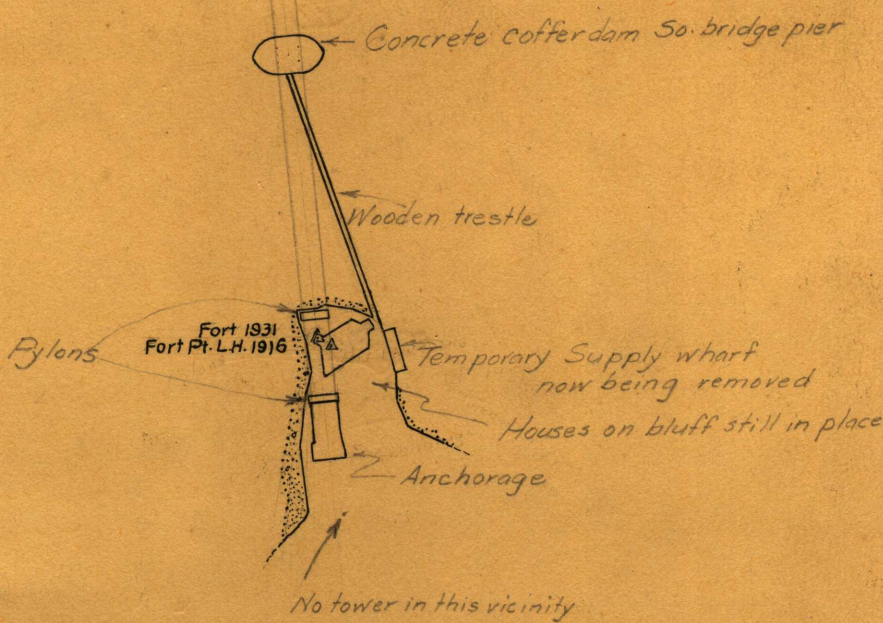 Concrete cofferdam So. bridge pier
Wooden trestle
Fort 1931
Fort Pt. L.H. 1916
Pylons
Temporary Supply wharf
now being removed
Houses on bluff still in place
Anchorage
No tower in this vicinity